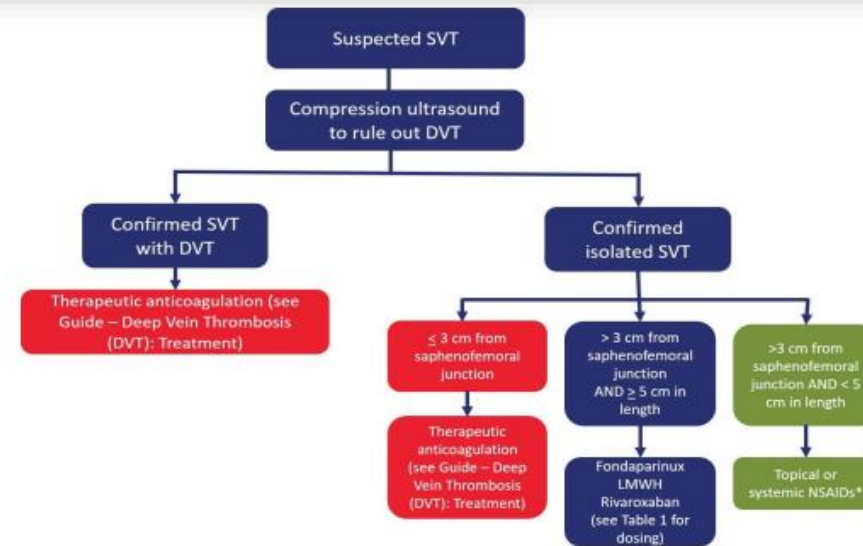 Suspected SVT
Compression ultrasound
to rule out DVT
Confirmed SVT
with DVT
Confirmed
isolated SVT
Therapeutic anticoagulation (see
Guide – Deep Vein Thrombosis
(DVT): Treatment)
≤ 3 cm from
saphenofemoral
junction
> 3 cm from
saphenofemoral
junction
AND ≥ 5 cm in
length
>3 cm from
saphenofemoral
junction AND < 5
cm in length
Therapeutic
anticoagulation
(see Guide – Deep
Vein Thrombosis
(DVT): Treatment)
Fondaparinux
LMWH
Rivaroxaban
(see Table 1 for
dosing)
Topical or
systemic NSAIDs*